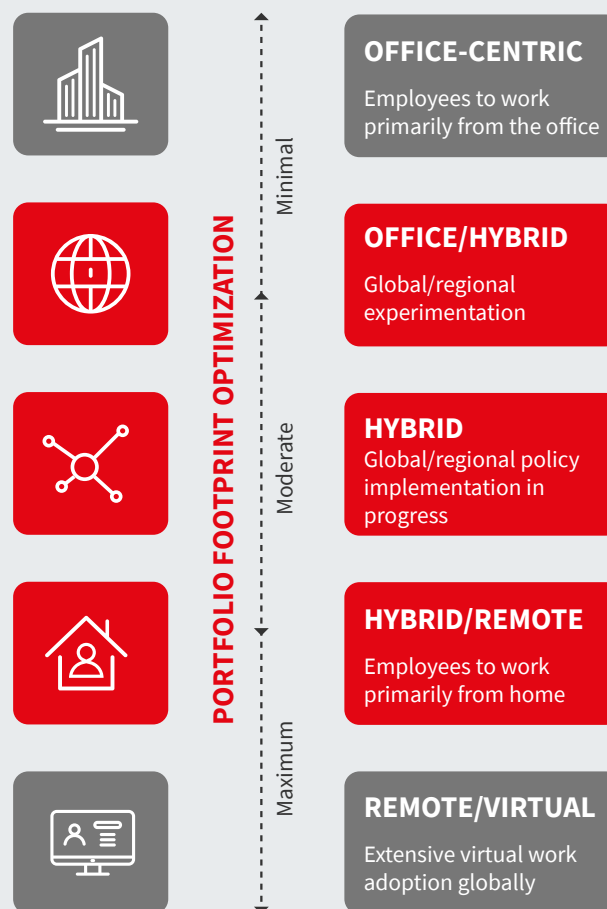 OFFICE-CENTRIC
Employees to work
primarily from the office
Minimal
OFFICE/HYBRID
Global/regional
experimentation
PORTFOLIO FOOTPRINT OPTIMIZATION
Moderate
HYBRID
Global/regional policy
implementation in
progress
HYBRID/REMOTE
Employees to work
primarily from home
Maximum
REMOTE/VIRTUAL
Extensive virtual work
adoption globally